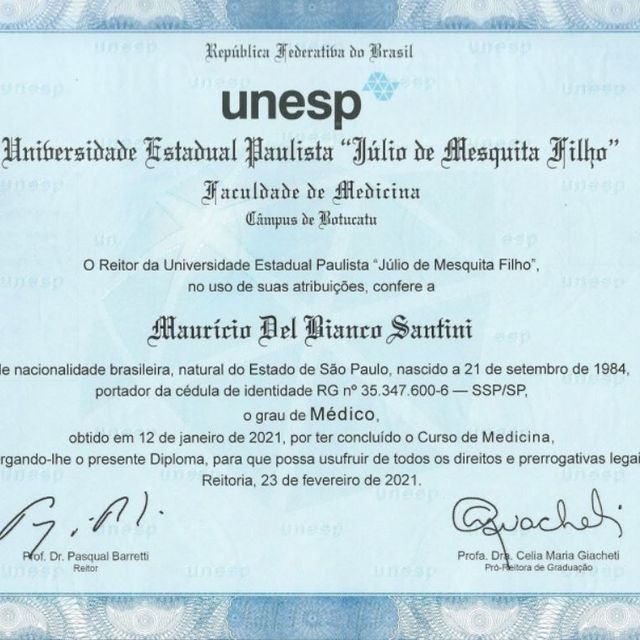 República Federativa do Brasil
unesp
Universidade Estadual Paulista "Júlio de Mesquita Filho"
Faculdade de Medicina
Câmpus de Botucatu
O Reitor da Universidade Estadual Paulista "Júlio de Mesquita Filho",
no uso de suas atribuições, confere a
Maurício Del Bianco Santini
de nacionalidade brasileira, natural do Estado de São Paulo, nascido a 21 de setembro de 1984,
portador da cédula de identidade RG nº 35.347.600-6 — SSP/SP,
o grau de Médico,
obtido em 12 de janeiro de 2021, por ter concluído o Curso de Medicina,
rgando-lhe o presente Diploma, para que possa usufruir de todos os direitos e prerrogativas legai
Reitoria, 23 de fevereiro de 2021.
Prof. Dr. Pasqual Barretti
Reitor
Profa. Dra. Celia Maria Giacheti
Pró-Reitora de Graduação